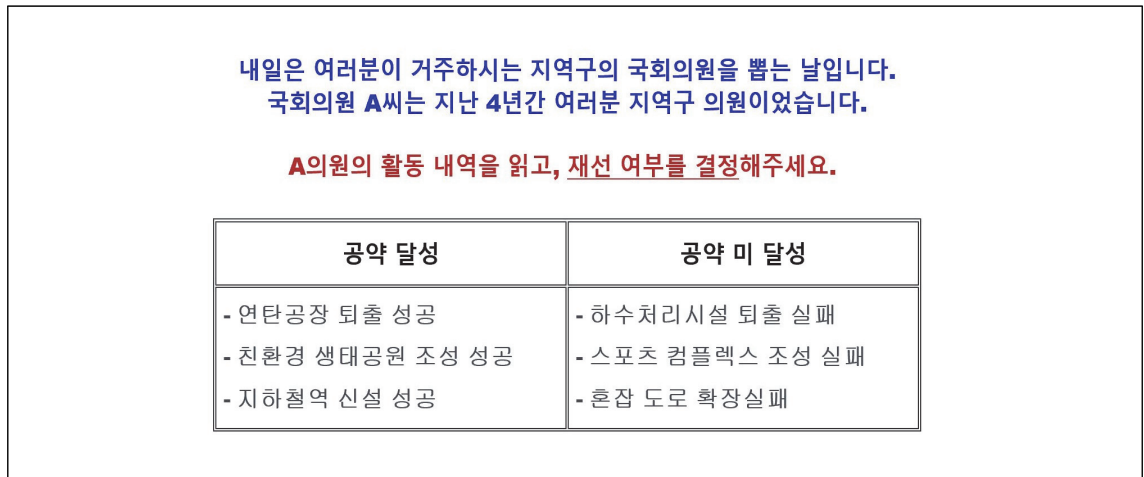 내일은 여러분이 거주하시는 지역구의 국회의원을 뽑는 날입니다.
국회의원 A씨는 지난 4년간 여러분 지역구 의원이었습니다.
A의원의 활동 내역을 읽고, 재선 여부를 결정해주세요.
공약 달성
공약 미 달성
- 연탄공장 퇴출 성공
- 하수처리시설 퇴출 실패
- 친환경 생태공원 조성 성공
- 스포츠 컴플렉스 조성 실패
- 지하철역 신설 성공
- 혼잡 도로 확장실패